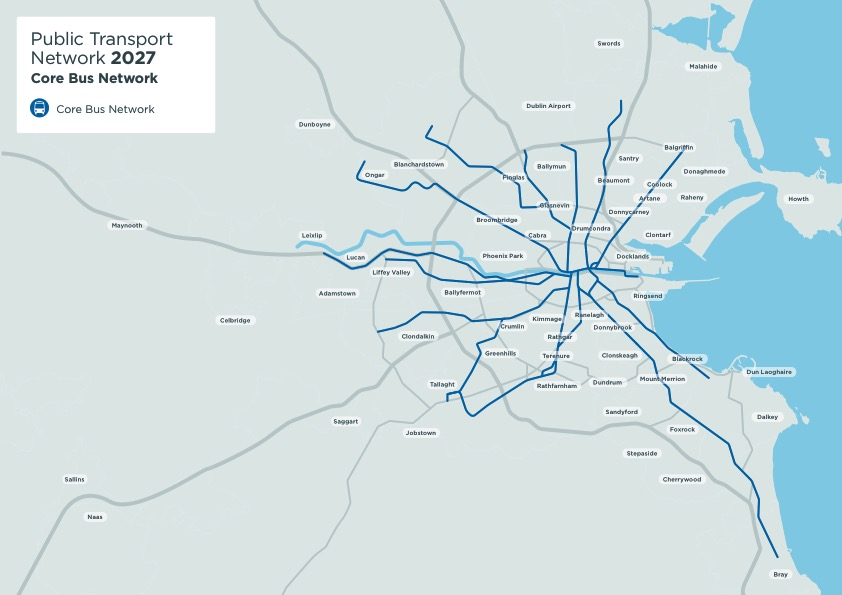 Public Transport
Network 2027
Core Bus Network
Core Bus Network
Swords
Malahide
Dublin Airport
Dunboyne
Balgriffin
Santry
Blanchardstown
Ballymun
Donaghmede
Ongar
Finglas
Beaumont
Coolock
Artane
Raheny
Howth
Glasnevin
Donnycarney
Broombridge
Maynooth
Drumcondra
Leixlip
Cabra
Clontarf
Lucan
Phoenix Park
Docklands
Liffey Valley
Adamstown
Ballyfermot
Ringsend
Celbridge
Kimmage
Ranelagh
Crumlin
Donnybrook
Clondalkin
Rathgar
Greenhills
Terenure
Clonskeagh
Blackrock
Dun Laoghaire
Tallaght
Rathfarnham
Dundrum
Mount Merrion
Sandyford
Dalkey
Saggart
Jobstown
Foxrock
Stepaside
Sallins
Cherrywood
Naas
Bray